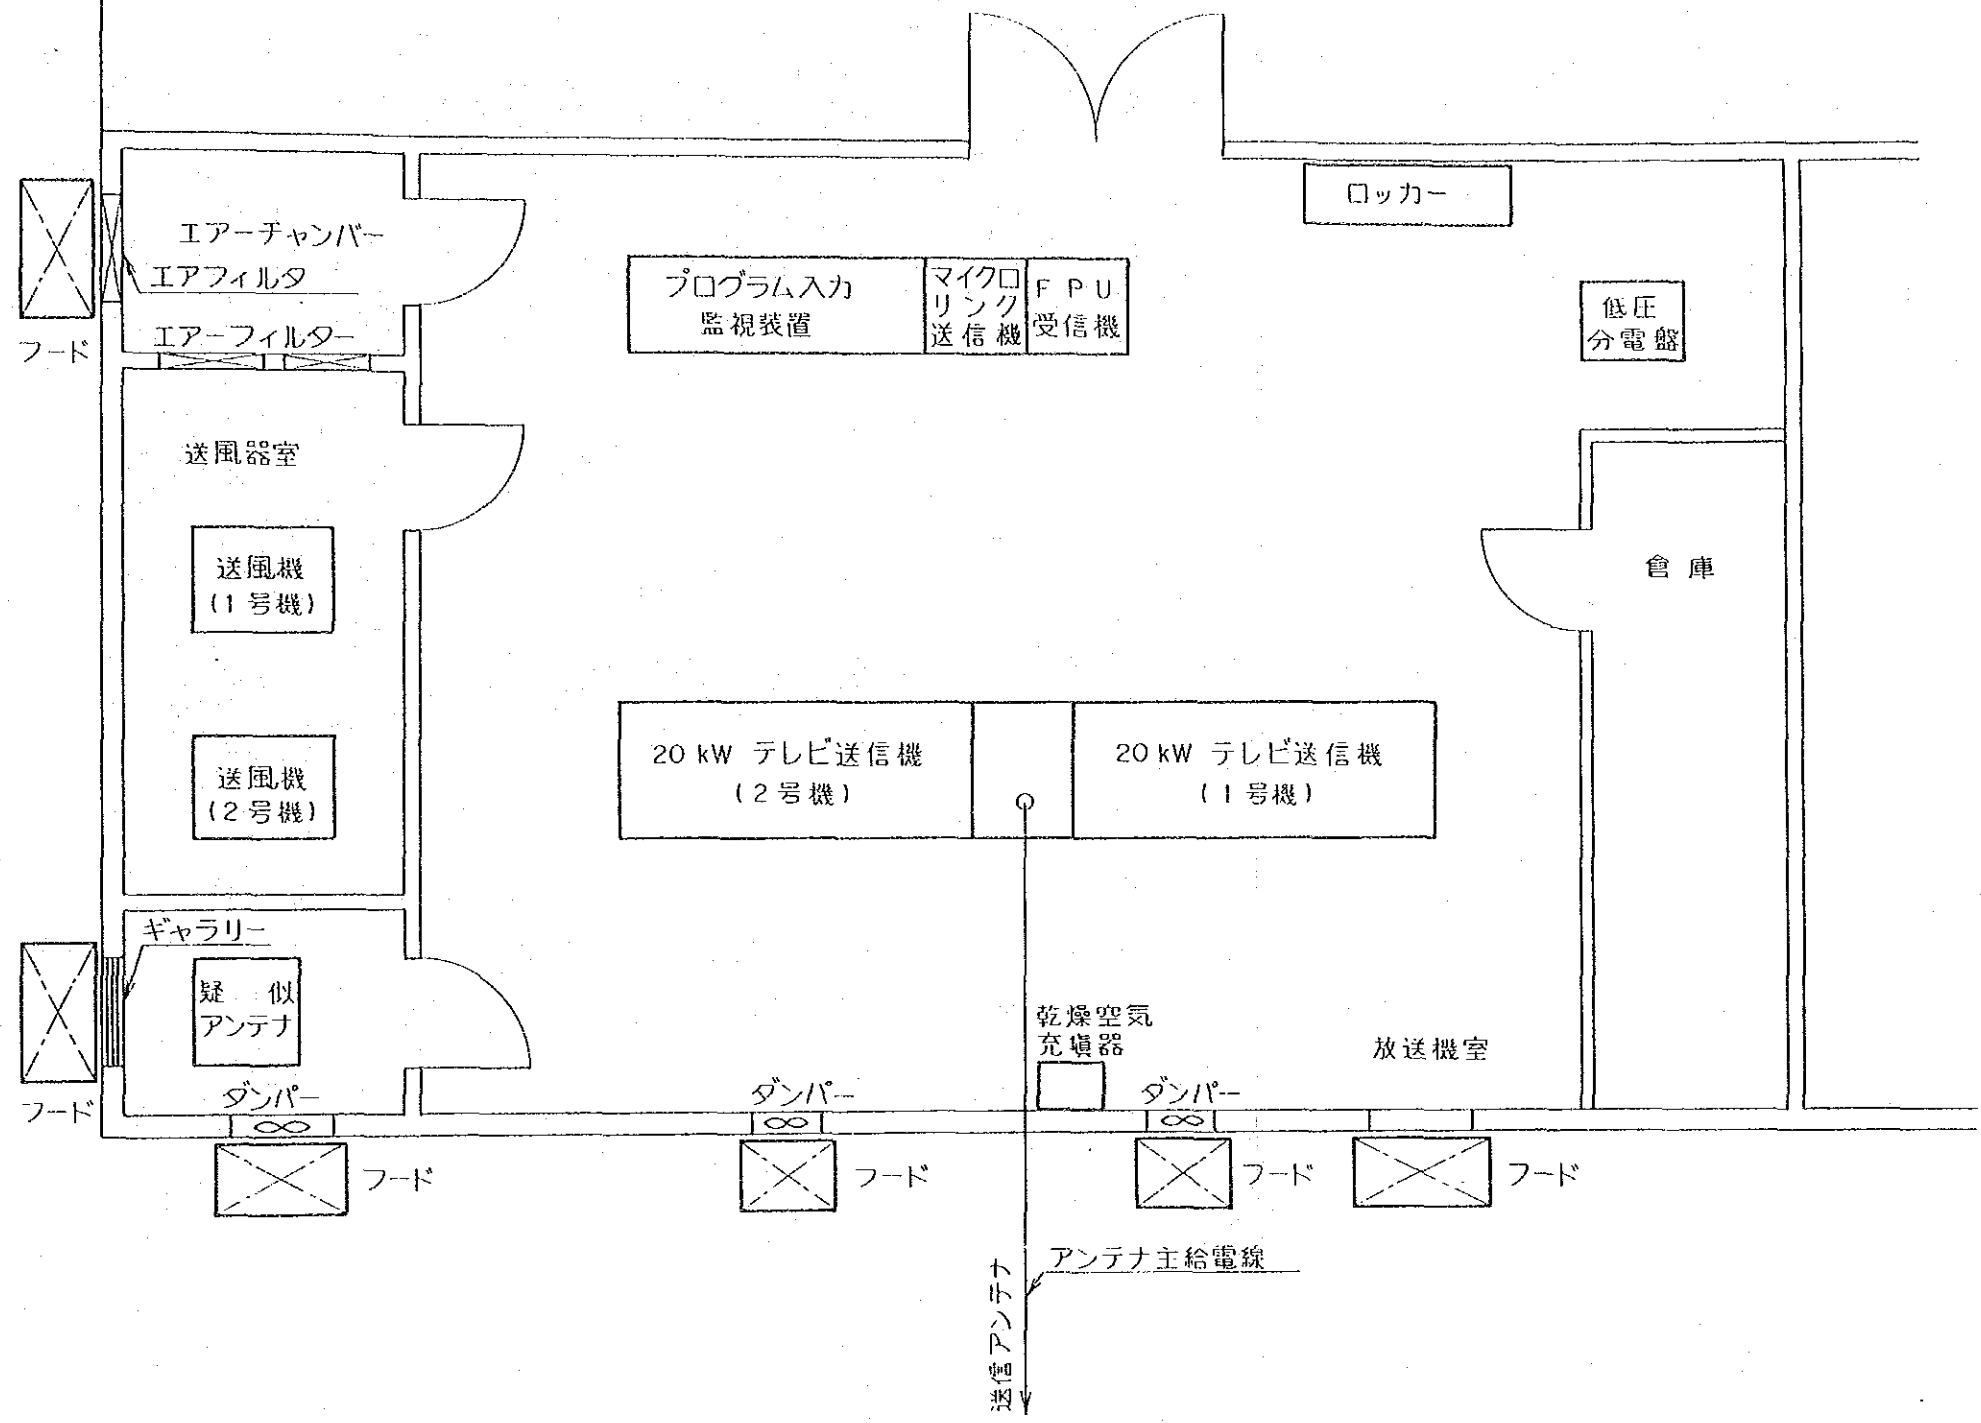 ロッカー
エアーチャンバー
エアフィルタ
エアーフィルター
フード
プログラム入力
監視装置
マイクロ
リンク
送信機
FPU
受信機
低圧
分電盤
送風器室
送風機
(1号機)
倉庫
送風機
(2号機)
20 kW テレビ送信機
(2号機)
20 kW テレビ送信機
(1号機)
ギャラリー
疑似
アンテナ
フード
ダンパー
フード
ダンパー
フード
乾燥空気
充塡器
ダンパー
フード
放送機室
フード
アンテナ主給電線
送信アンテナ